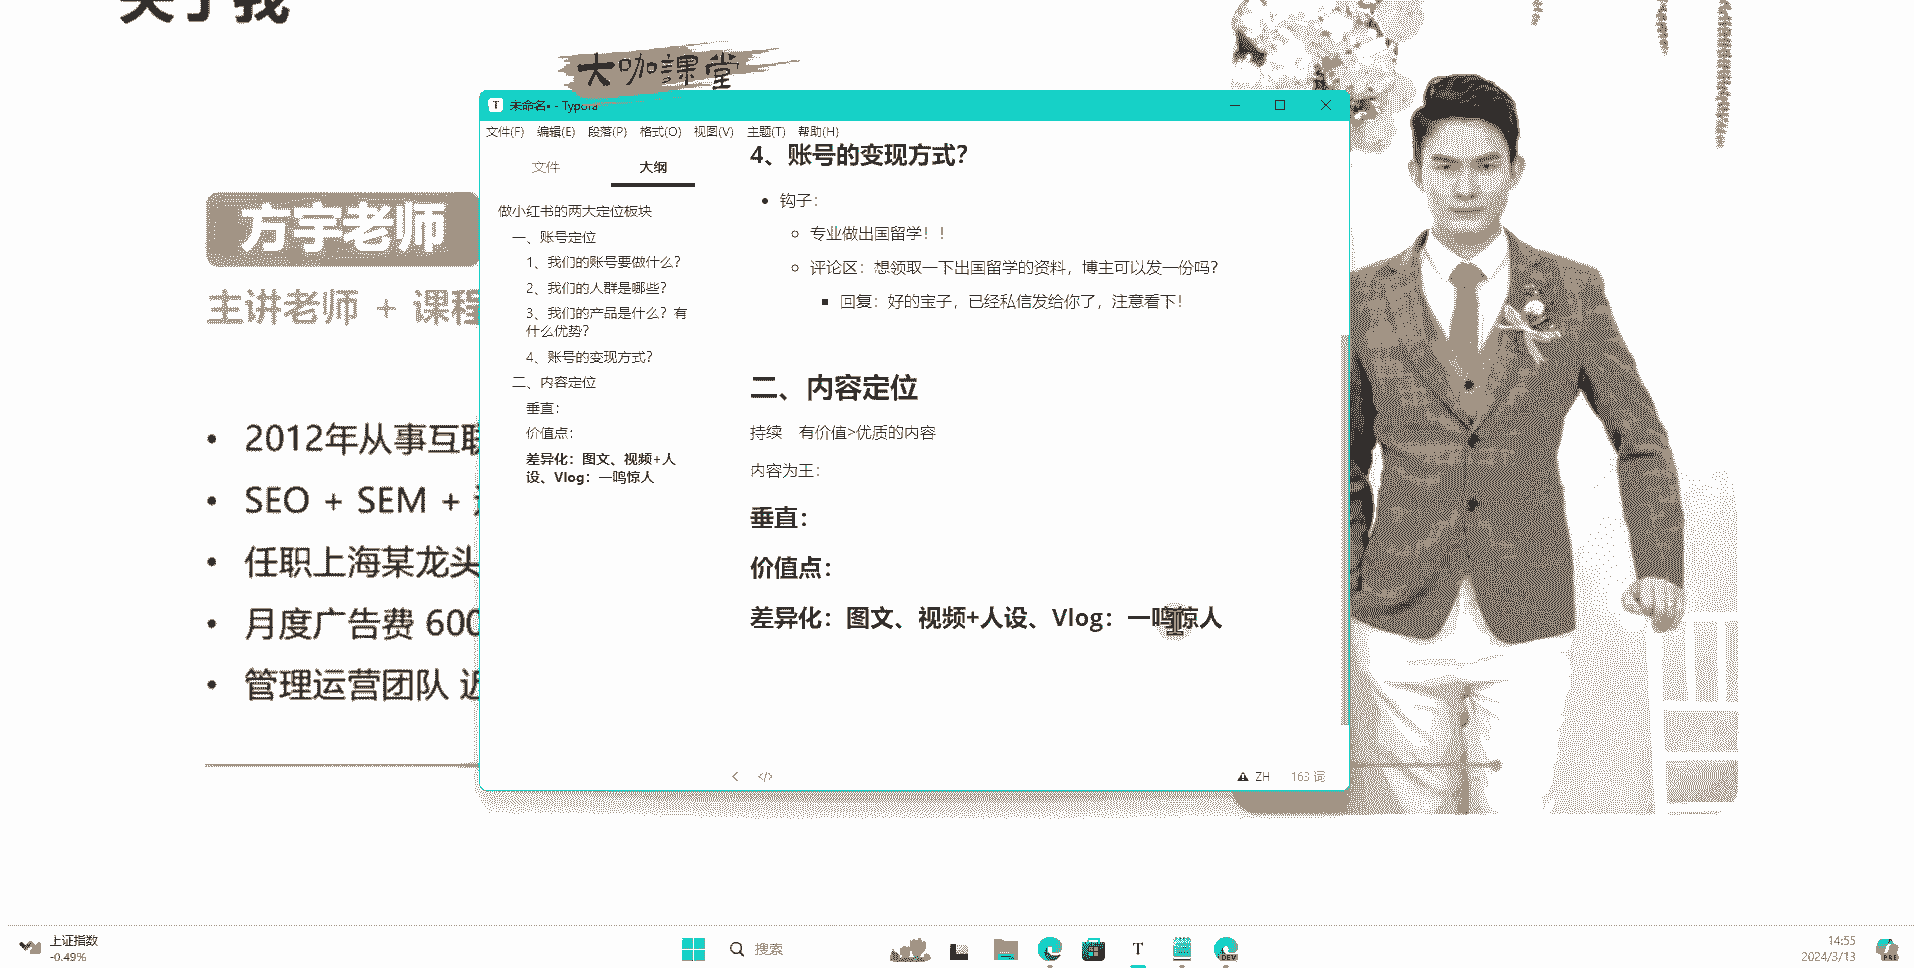 关于我
大咖課堂
方宇老师
主讲老师 + 课程
2012年从事互联
SEO + SEM +
任职上海某龙头
月度广告费 600
管理运营团队 近
未命名• - Typora
文件(F) 编辑(E) 段落(P) 格式(O) 视图(V) 主题(T) 帮助(H)
文件 大纲
做小红书的两大定位板块
一、账号定位
1、我们的账号要做什么？
2、我们的人群是哪些？
3、我们的产品是什么？有
什么优势？
4、账号的变现方式？
二、内容定位
垂直：
价值点：
差异化：图文、视频+人
设、Vlog：一鸣惊人
4、账号的变现方式？
钩子：
专业做出国留学！！
评论区：想领取一下出国留学的资料，博主可以发一份吗？
回复：好的宝子，已经私信发给你了，注意看下！
二、内容定位
持续 有价值>优质的内容
内容为王：
垂直：
价值点：
差异化：图文、视频+人设、Vlog：一鸣惊人
ZH 163 词
上证指数
-0.49%
搜索
T
DEV
14:55
2024/3/13
PRE